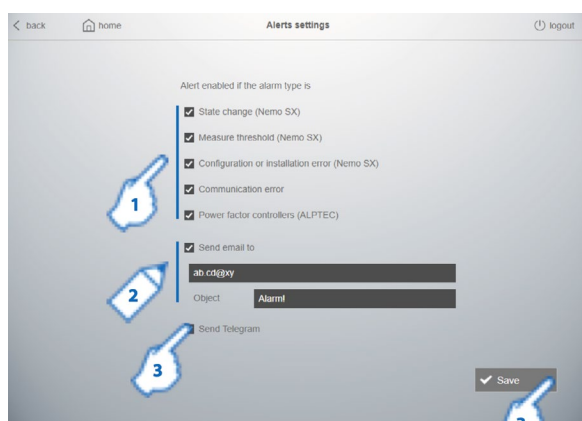 back home Alerts settings logout
Alert enabled if the alarm type is
State change (Nemo SX)
Measure threshold (Nemo SX)
Configuration or installation error (Nemo SX)
Communication error
1
Power factor controllers (ALPTEC)
Send email to
ab.cd@xy
2
Object Alarm!
Send Telegram
3
Save